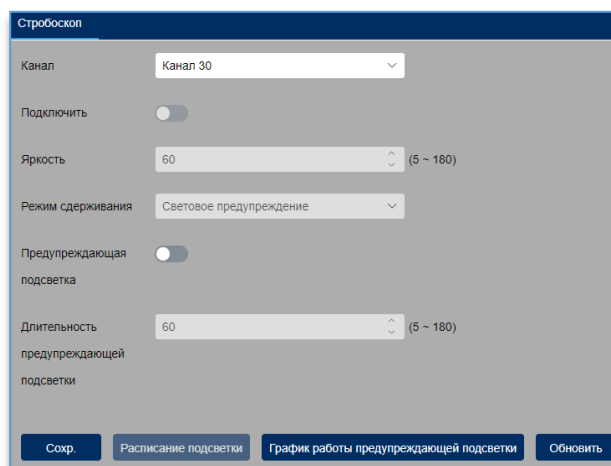 Стробоскоп
Канал
Канал 30
Подключить
Яркость
60
(5 ~ 180)
Режим сдерживания
Световое предупреждение
Предупреждающая
подсветка
Длительность
предупреждающей
подсветки
60
(5 ~ 180)
Сохр.
Расписание подсветки
График работы предупреждающей подсветки
Обновить